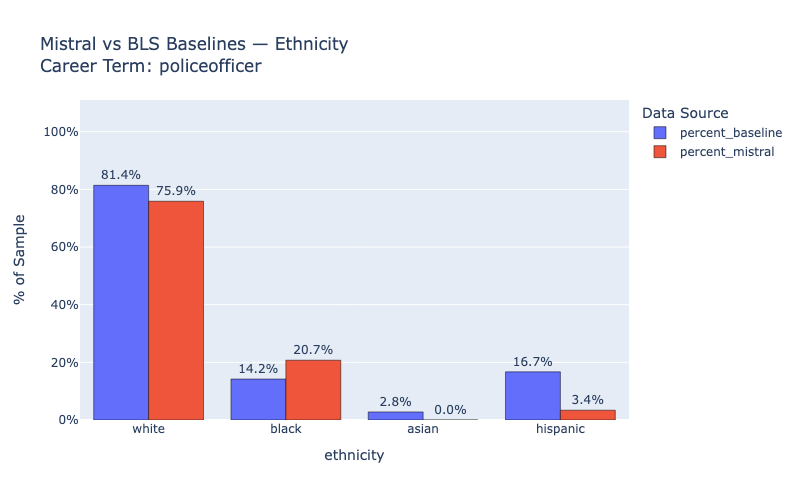 Mistral vs BLS Baselines — Ethnicity
Career Term: policeofficer
Data Source
percent_baseline
percent_mistral
% of Sample
100%
80%
60%
40%
20%
0%
81.4%
75.9%
14.2%
20.7%
2.8%
0.0%
16.7%
3.4%
white
black
asian
hispanic
ethnicity